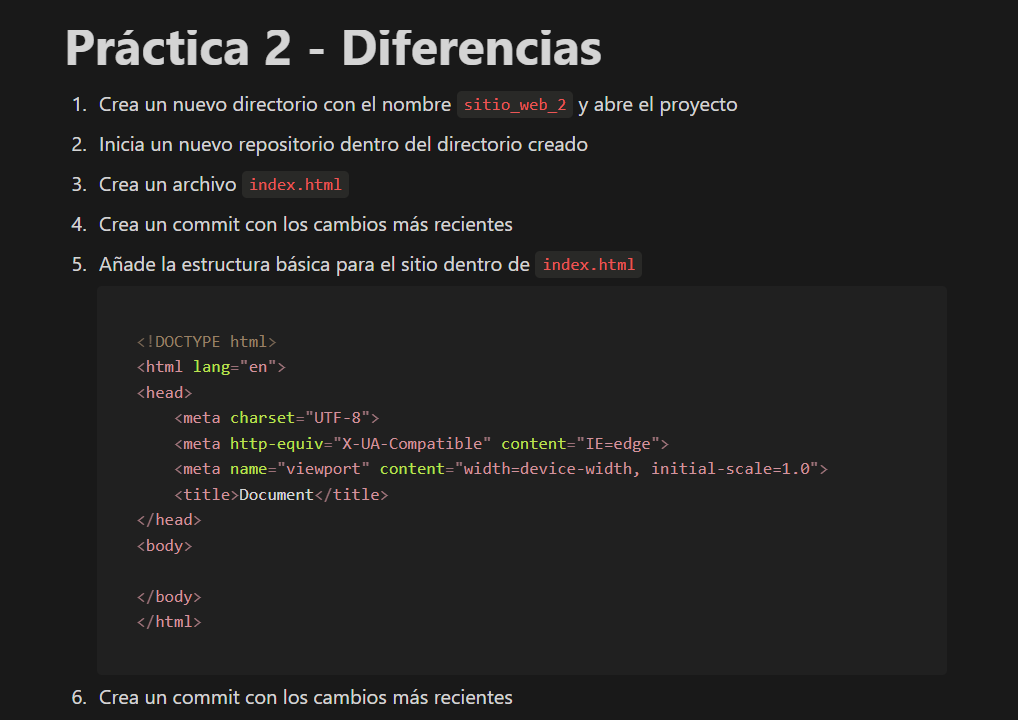 Práctica 2 - Diferencias
1. Crea un nuevo directorio con el nombre sitio_web_2 y abre el proyecto
2. Inicia un nuevo repositorio dentro del directorio creado
3. Crea un archivo index.html
4. Crea un commit con los cambios más recientes
5. Añade la estructura básica para el sitio dentro de index.html
<!DOCTYPE html>
<html lang="en">
<head>
    <meta charset="UTF-8">
    <meta http-equiv="X-UA-Compatible" content="IE=edge">
    <meta name="viewport" content="width=device-width, initial-scale=1.0">
    <title>Document</title>
</head>
<body>

</body>
</html>
6. Crea un commit con los cambios más recientes